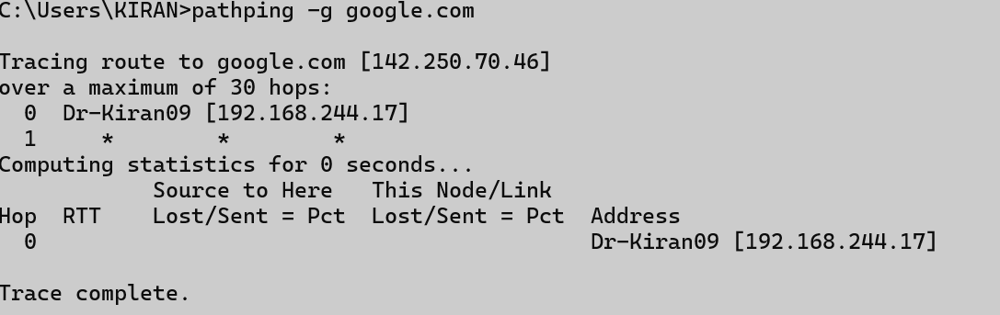 C:\Users\KIRAN>pathping -g google.com
Tracing route to google.com [142.250.70.46]
over a maximum of 30 hops:
  0  Dr-Kiran09 [192.168.244.17]
  1     *        *        *
Computing statistics for 0 seconds...
            Source to Here   This Node/Link
Hop  RTT    Lost/Sent = Pct  Lost/Sent = Pct  Address
  0                                           Dr-Kiran09 [192.168.244.17]
Trace complete.